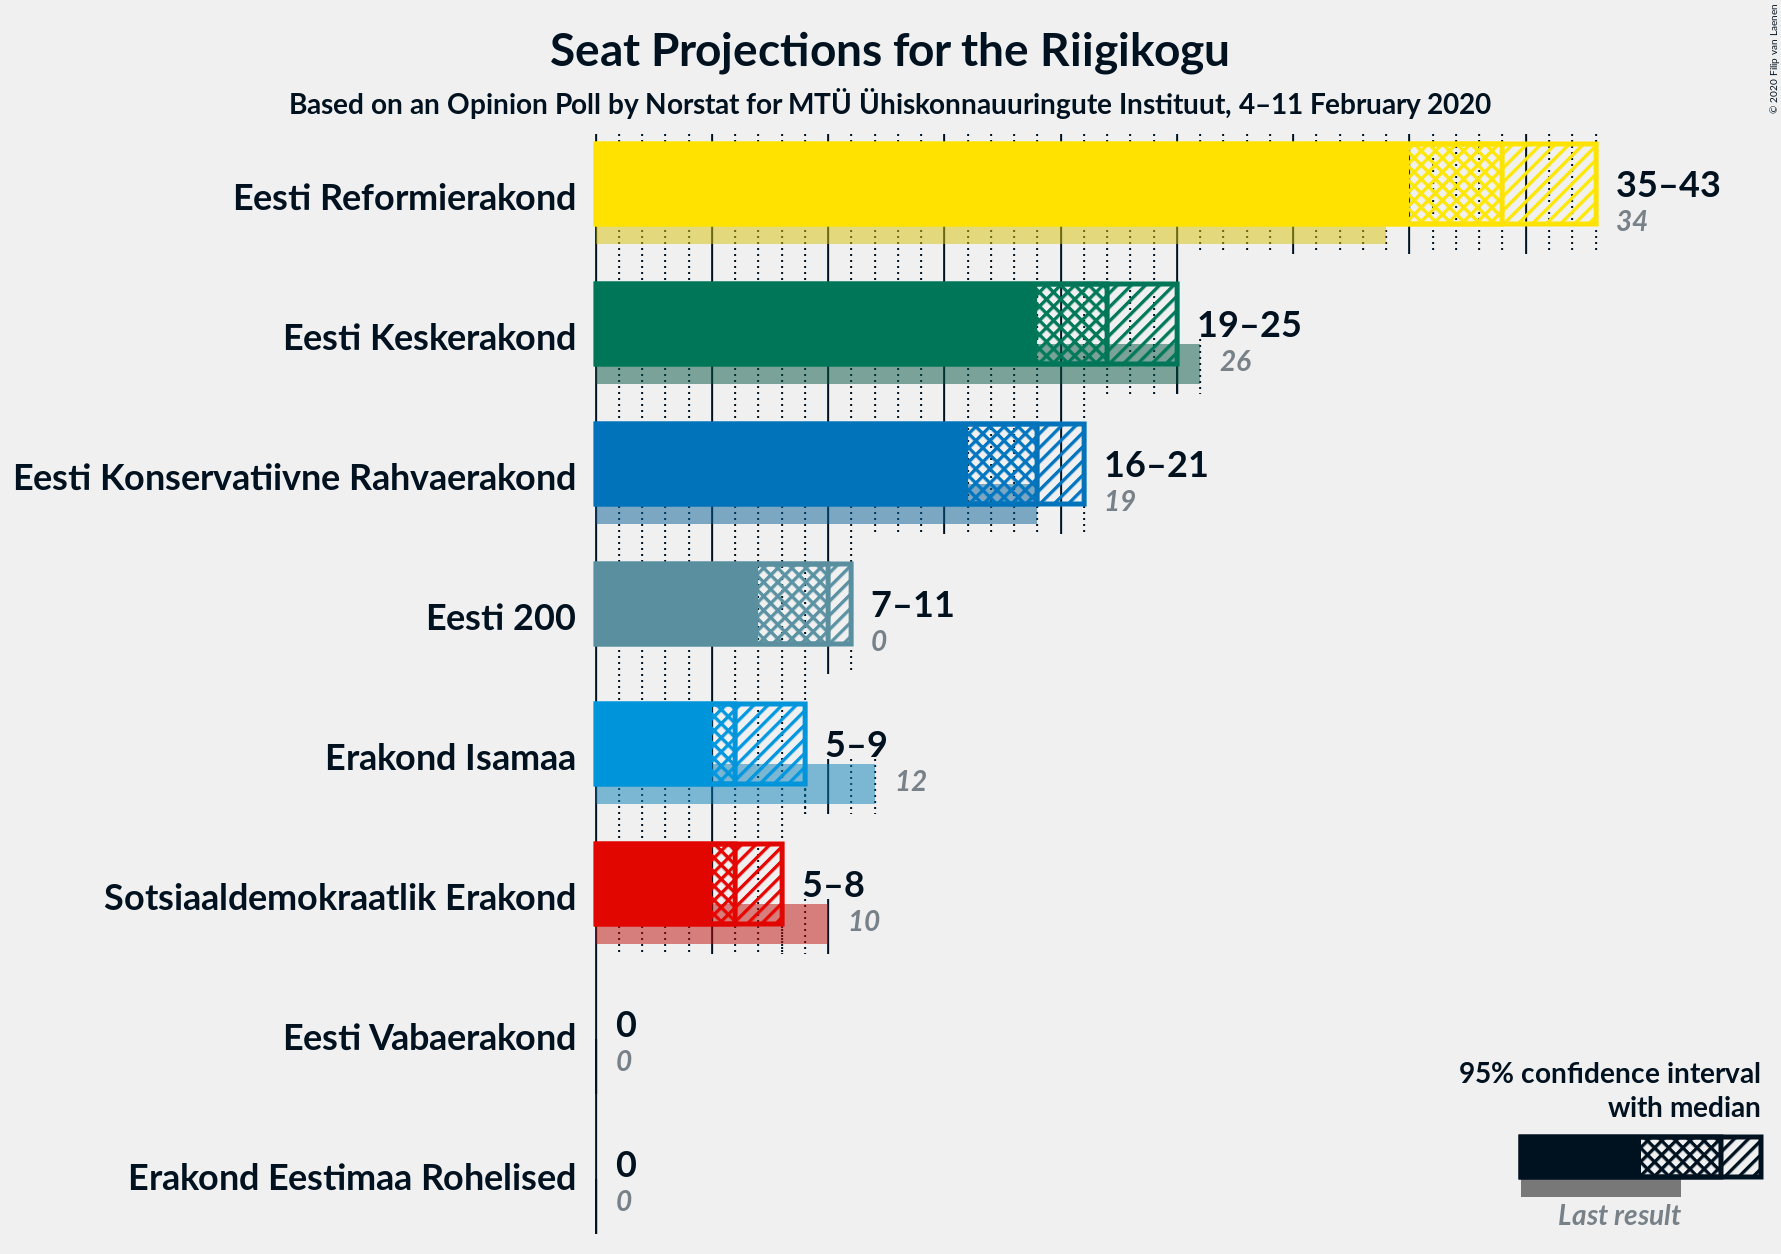 Seat Projections for the Riigikogu
Based on an Opinion Poll by Norstat for MTÜ Ühiskonnauuringute Instituut, 4–11 February 2020
© 2020 Filip van Laenen
Eesti Reformierakond
35–43
34
Eesti Keskerakond
19–25
26
Eesti Konservatiivne Rahvaerakond
16–21
19
Eesti 200
7–11
0
Erakond Isamaa
5–9
12
Sotsiaaldemokraatlik Erakond
5–8
10
Eesti Vabaerakond
0
0
Erakond Eestimaa Rohelised
0
0
95% confidence interval
with median
Last result